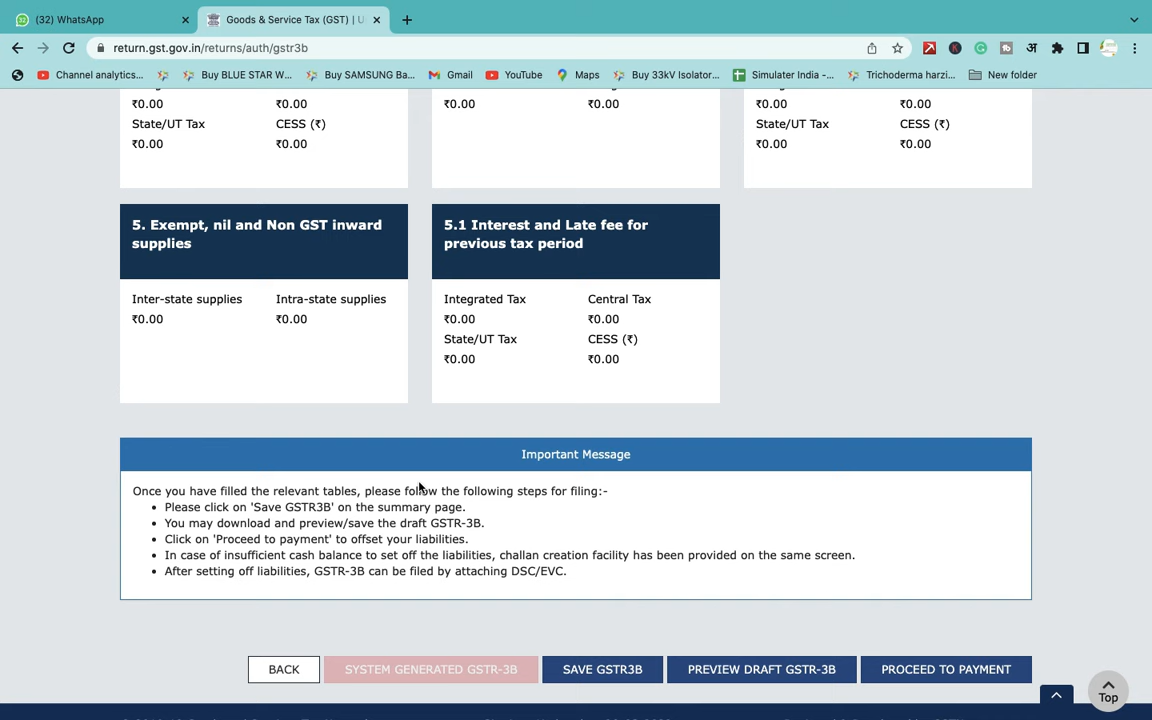 (32) WhatsApp
Goods & Service Tax (GST) | U
return.gst.gov.in/returns/auth/gstr3b
Channel analytics... Buy BLUE STAR W... Buy SAMSUNG Ba... Gmail YouTube Maps Buy 33kV Isolator... Simulater India -... Trichoderma harzi... New folder
₹0.00 ₹0.00 ₹0.00 ₹0.00 ₹0.00 ₹0.00
State/UT Tax CESS (₹) State/UT Tax CESS (₹)
₹0.00 ₹0.00 ₹0.00 ₹0.00
5. Exempt, nil and Non GST inward
supplies
Inter-state supplies Intra-state supplies
₹0.00 ₹0.00
5.1 Interest and Late fee for
previous tax period
Integrated Tax Central Tax
₹0.00 ₹0.00
State/UT Tax CESS (₹)
₹0.00 ₹0.00
Important Message
Once you have filled the relevant tables, please follow the following steps for filing:-
• Please click on 'Save GSTR3B' on the summary page.
• You may download and preview/save the draft GSTR-3B.
• Click on 'Proceed to payment' to offset your liabilities.
• In case of insufficient cash balance to set off the liabilities, challan creation facility has been provided on the same screen.
• After setting off liabilities, GSTR-3B can be filed by attaching DSC/EVC.
BACK SYSTEM GENERATED GSTR-3B SAVE GSTR3B PREVIEW DRAFT GSTR-3B PROCEED TO PAYMENT
Top